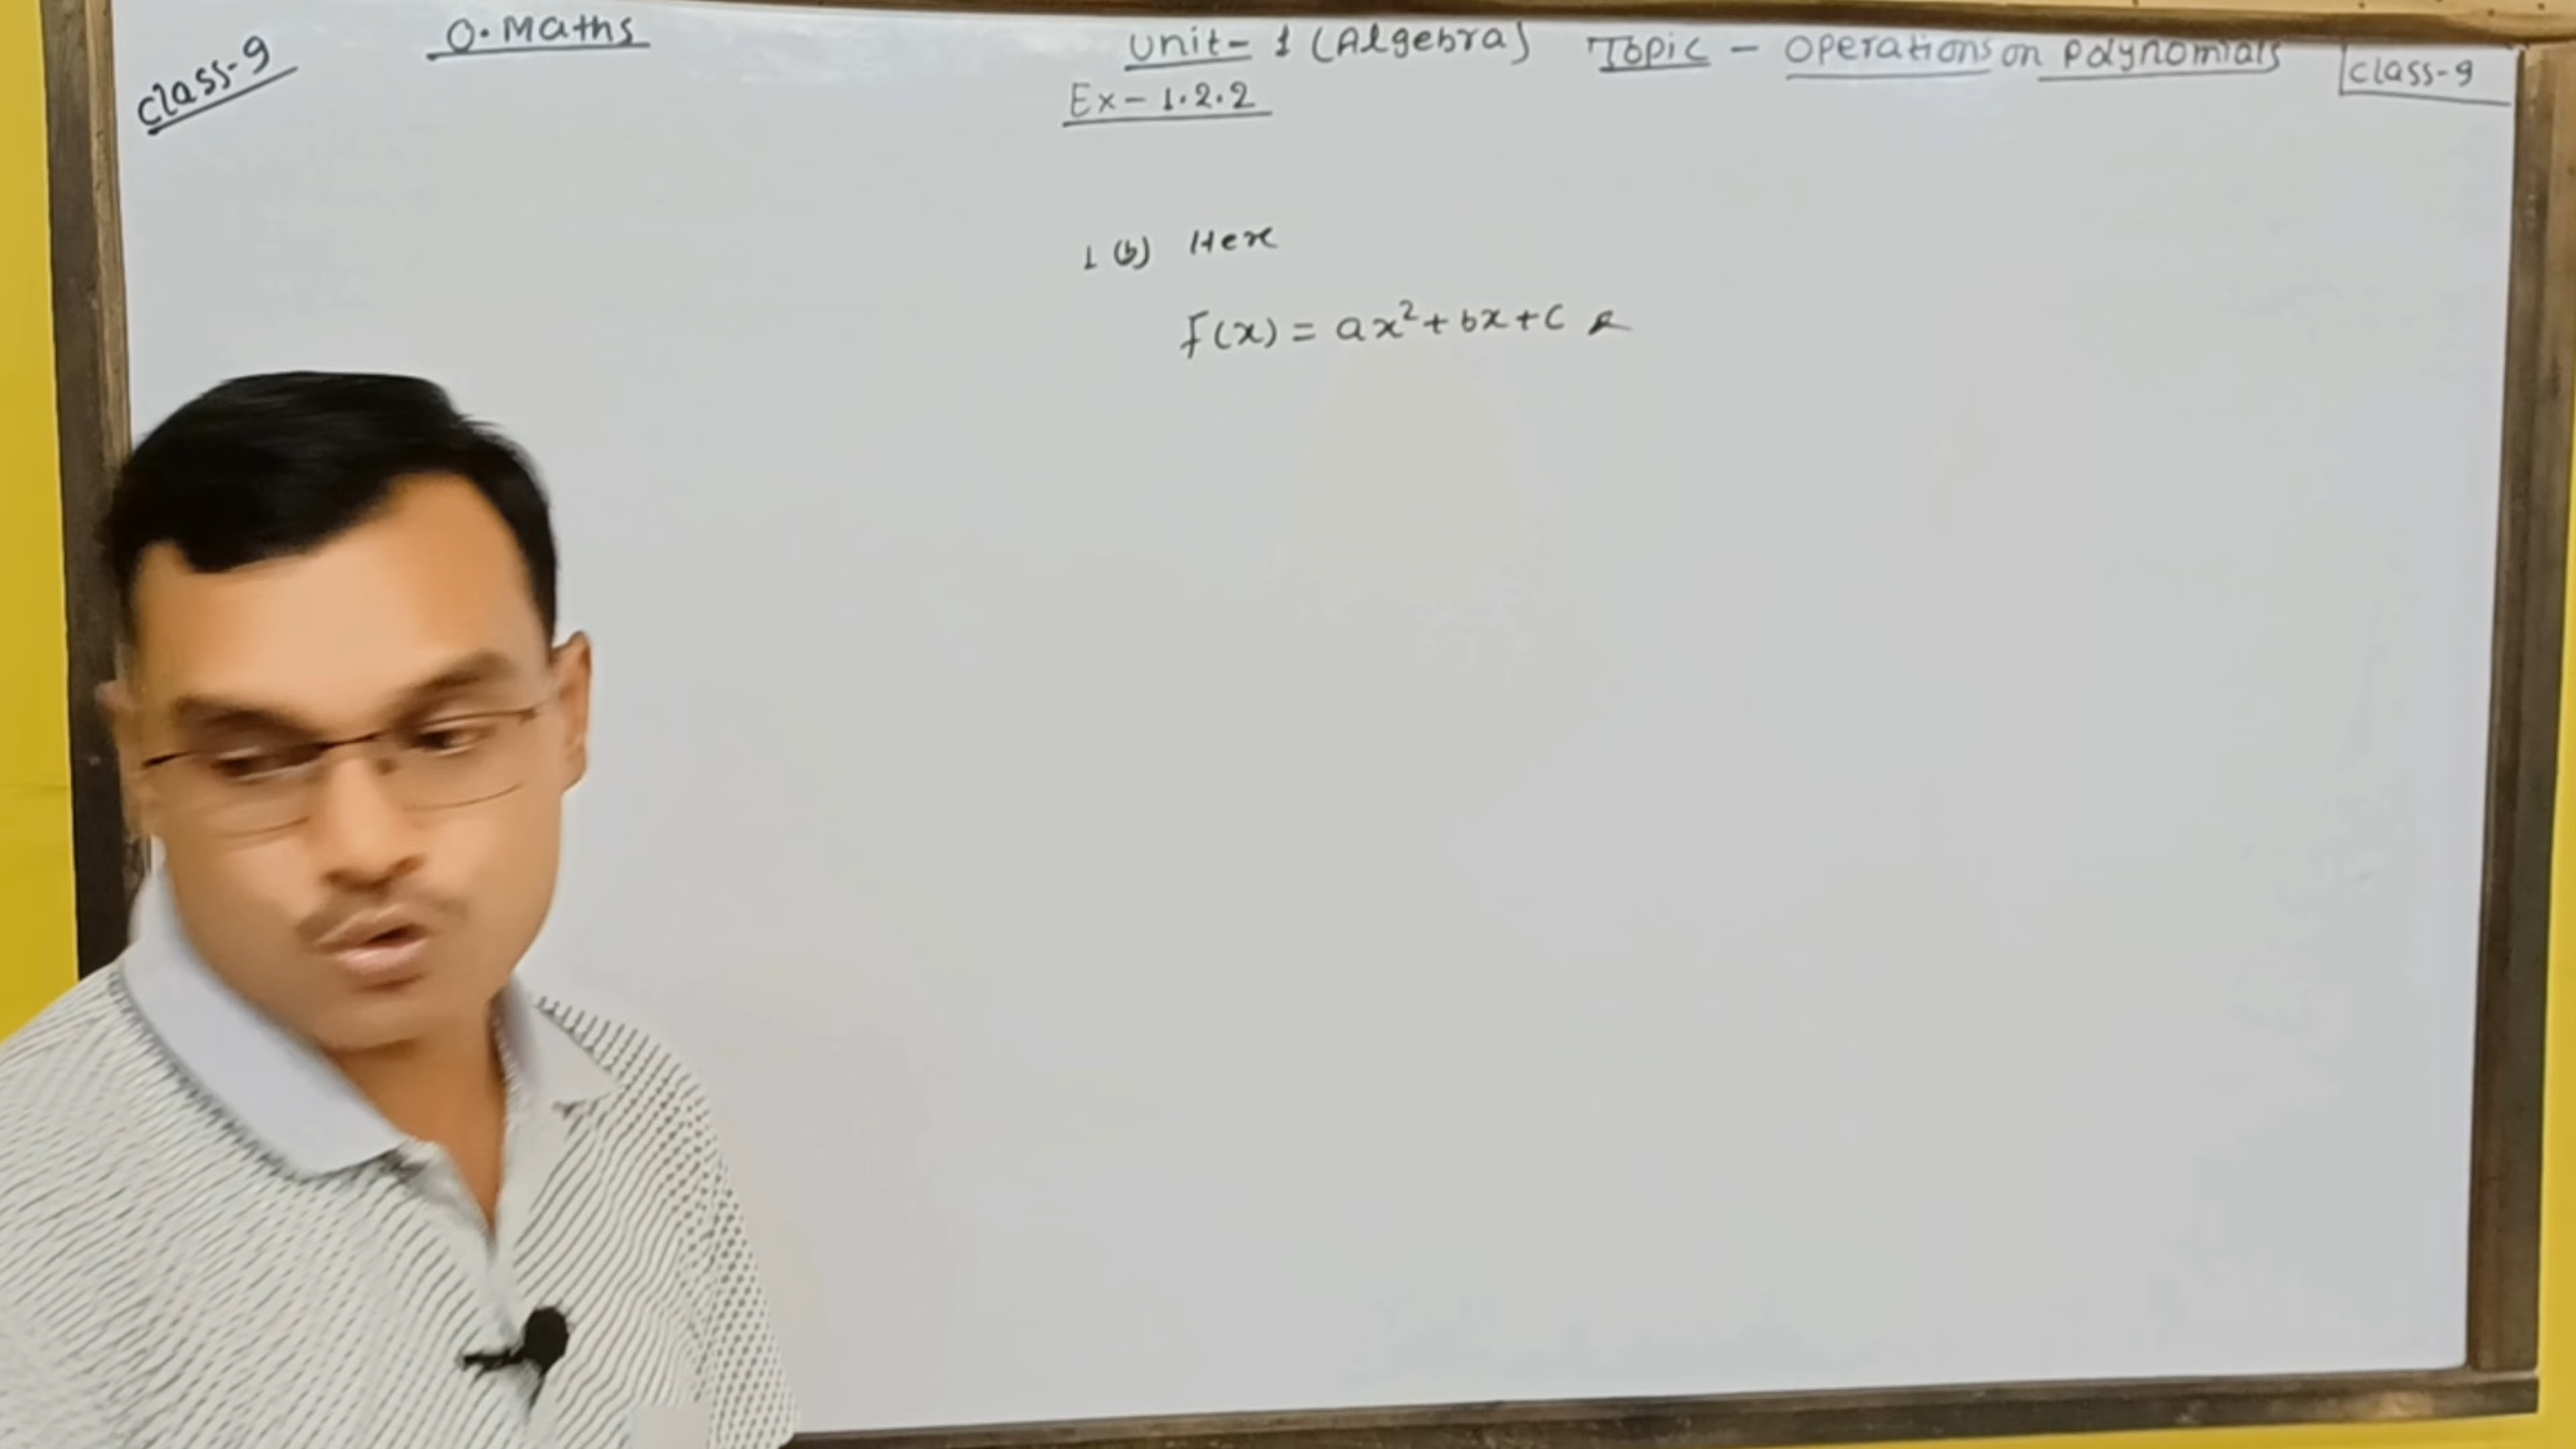 class-9
O. Maths
Unit- 1 (Algebra) Topic - Operations on Polynomials
class-9
Ex- 1.2.2
1 (b) Here
f(x) = ax²+bx+c